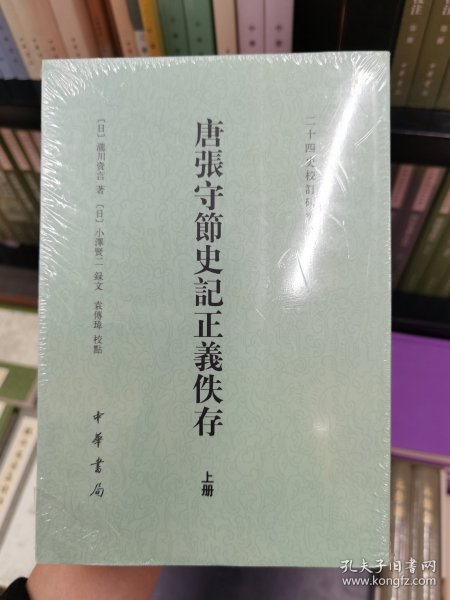 二十四史校訂研究
唐張守節史記正義佚存
上册
〔日〕瀧川資言 著 〔日〕小澤賢二 録文 袁傳璋 校點
中華書局
孔夫子旧书网
www.kongfz.com